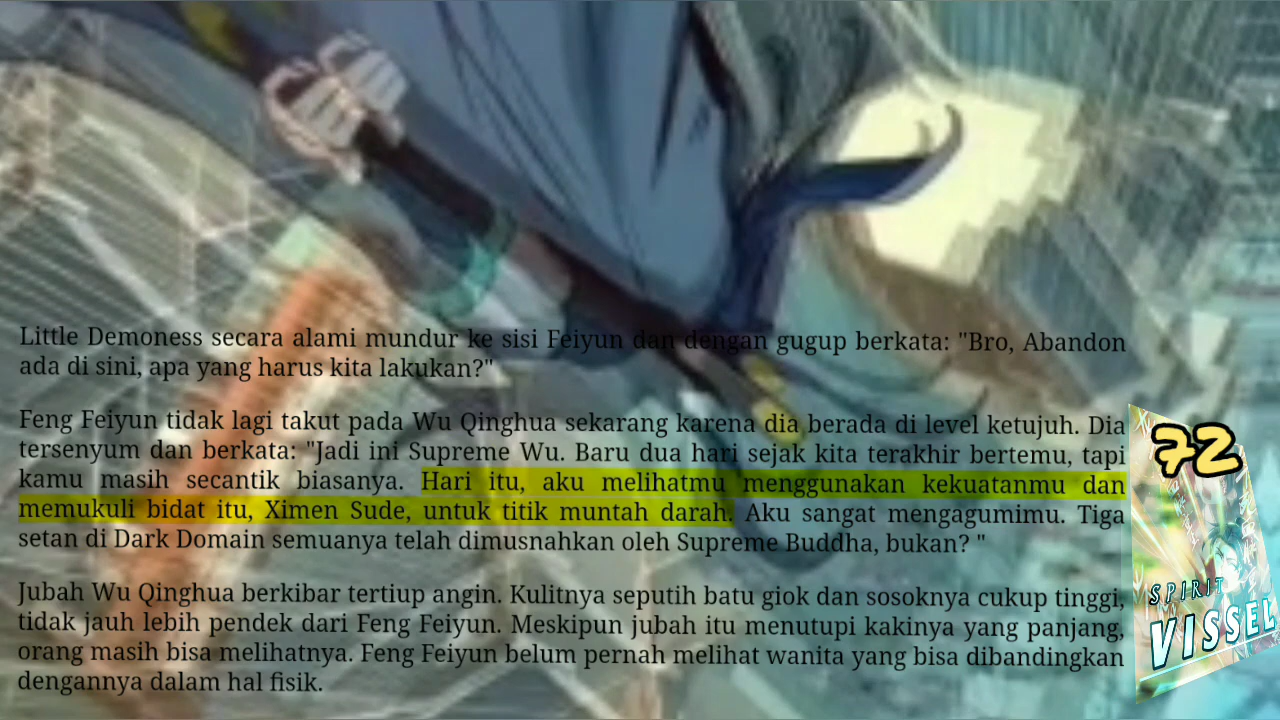 Little Demoness secara alami mundur ke sisi Feiyun dan dengan gugup berkata: "Bro, Abandon
ada di sini, apa yang harus kita lakukan?"
Feng Feiyun tidak lagi takut pada Wu Qinghua sekarang karena dia berada di level ketujuh. Dia
tersenyum dan berkata: "Jadi ini Supreme Wu. Baru dua hari sejak kita terakhir bertemu, tapi
kamu masih secantik biasanya. Hari itu, aku melihatmu menggunakan kekuatanmu dan
memukuli bidat itu, Ximen Sude, untuk titik muntah darah. Aku sangat mengagumimu. Tiga
setan di Dark Domain semuanya telah dimusnahkan oleh Supreme Buddha, bukan? "
Jubah Wu Qinghua berkibar tertiup angin. Kulitnya seputih batu giok dan sosoknya cukup tinggi,
tidak jauh lebih pendek dari Feng Feiyun. Meskipun jubah itu menutupi kakinya yang panjang,
orang masih bisa melihatnya. Feng Feiyun belum pernah melihat wanita yang bisa dibandingkan
dengannya dalam hal fisik.
72
SPIRIT
VISSEL